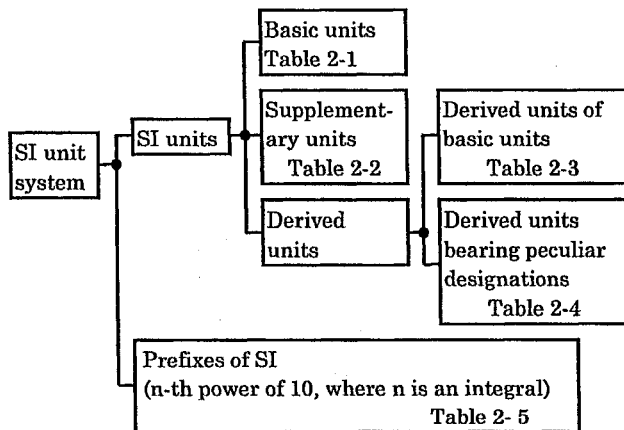 Basic units
Table 2-1
SI unit
system
SI units
Supplement-
ary units
Table 2-2
Derived
units
Derived units of
basic units
Table 2-3
Derived units
bearing peculiar
designations
Table 2-4
Prefixes of SI
(n-th power of 10, where n is an integral)
Table 2- 5